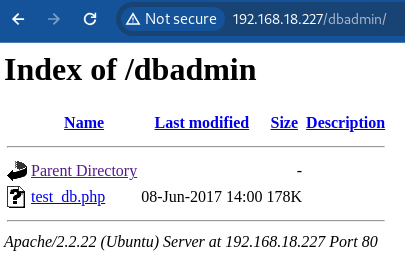 Not secure 192.168.18.227/dbadmin/
Index of /dbadmin
Name Last modified Size Description
Parent Directory -
test_db.php 08-Jun-2017 14:00 178K
Apache/2.2.22 (Ubuntu) Server at 192.168.18.227 Port 80